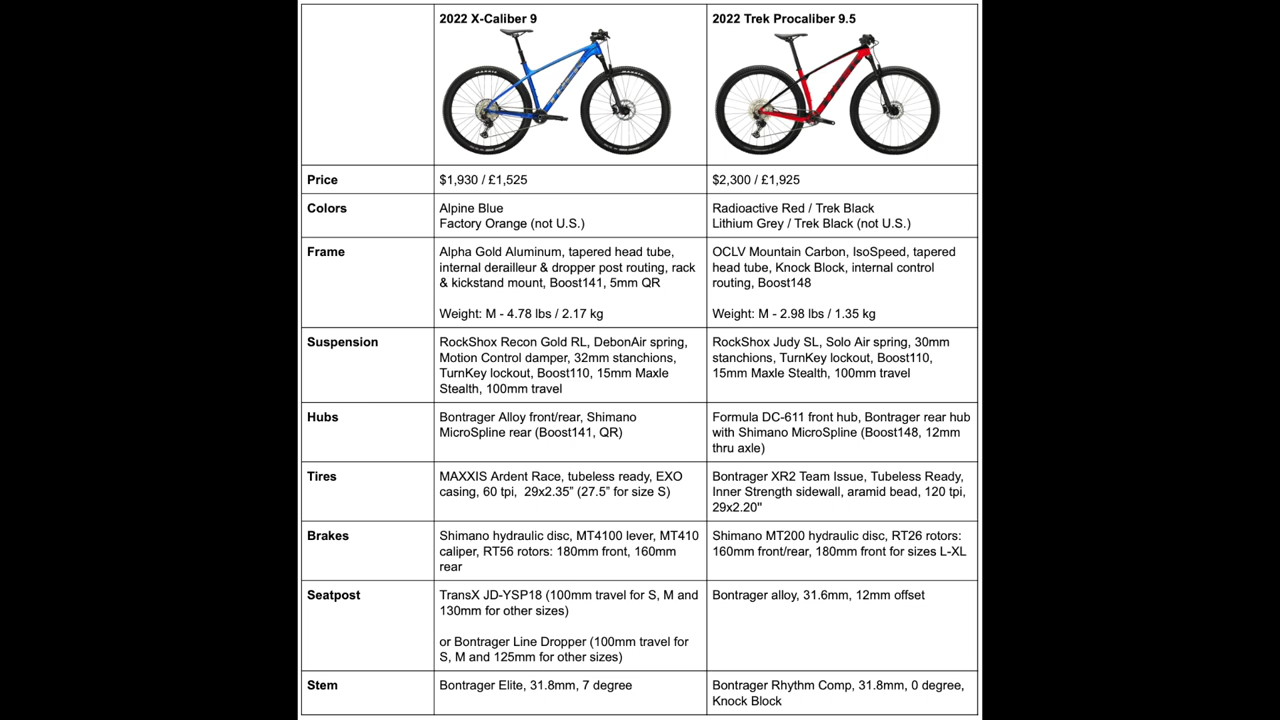 2022 X-Caliber 9
2022 Trek Procaliber 9.5
Price
$1,930 / £1,525
$2,300 / £1,925
Colors
Alpine Blue
Factory Orange (not U.S.)
Radioactive Red / Trek Black
Lithium Grey / Trek Black (not U.S.)
Frame
Alpha Gold Aluminum, tapered head tube,
internal derailleur & dropper post routing, rack
& kickstand mount, Boost141, 5mm QR
Weight: M - 4.78 lbs / 2.17 kg
OCLV Mountain Carbon, IsoSpeed, tapered
head tube, Knock Block, internal control
routing, Boost148
Weight: M - 2.98 lbs / 1.35 kg
Suspension
RockShox Recon Gold RL, DebonAir spring,
Motion Control damper, 32mm stanchions,
TurnKey lockout, Boost110, 15mm Maxle
Stealth, 100mm travel
RockShox Judy SL, Solo Air spring, 30mm
stanchions, TurnKey lockout, Boost110,
15mm Maxle Stealth, 100mm travel
Hubs
Bontrager Alloy front/rear, Shimano
MicroSpline rear (Boost141, QR)
Formula DC-611 front hub, Bontrager rear hub
with Shimano MicroSpline (Boost148, 12mm
thru axle)
Tires
MAXXIS Ardent Race, tubeless ready, EXO
casing, 60 tpi, 29x2.35” (27.5” for size S)
Bontrager XR2 Team Issue, Tubeless Ready,
Inner Strength sidewall, aramid bead, 120 tpi,
29x2.20"
Brakes
Shimano hydraulic disc, MT4100 lever, MT410
caliper, RT56 rotors: 180mm front, 160mm
rear
Shimano MT200 hydraulic disc, RT26 rotors:
160mm front/rear, 180mm front for sizes L-XL
Seatpost
TransX JD-YSP18 (100mm travel for S, M and
130mm for other sizes)
or Bontrager Line Dropper (100mm travel for
S, M and 125mm for other sizes)
Bontrager alloy, 31.6mm, 12mm offset
Stem
Bontrager Elite, 31.8mm, 7 degree
Bontrager Rhythm Comp, 31.8mm, 0 degree,
Knock Block